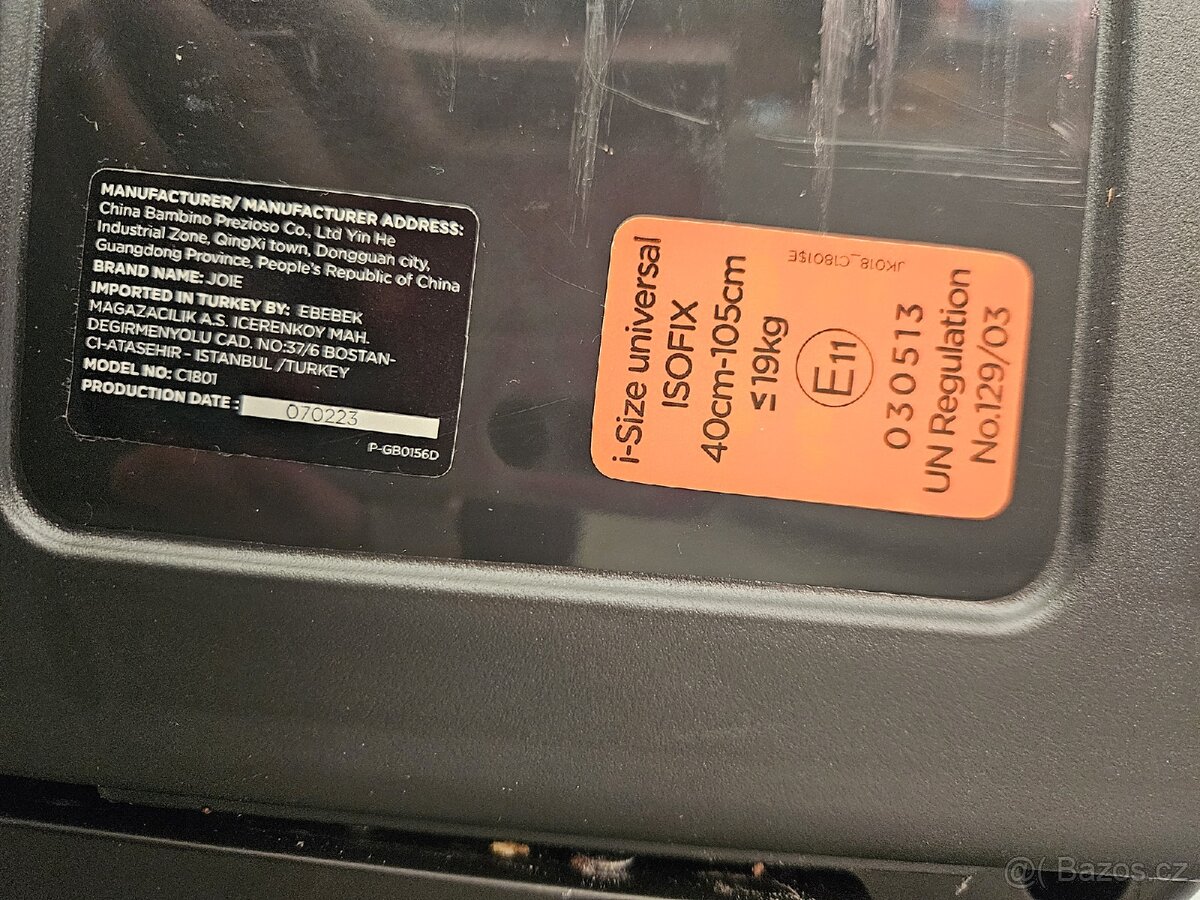 MANUFACTURER/ MANUFACTURER ADDRESS:
China Bambino Prezioso Co., Ltd Yin He
Industrial Zone, QingXi town, Dongguan city,
Guangdong Province, People's Republic of China
BRAND NAME: JOIE
IMPORTED IN TURKEY BY: EBEBEK
MAGAZACILIK A.S. ICERENKOY MAH.
DEGIRMENYOLU CAD. NO:37/6 BOSTAN-
CI-ATASEHIR - ISTANBUL /TURKEY
MODEL NO: C1801
PRODUCTION DATE: 070223
P-GB0156D
i-Size universal
ISOFIX
40cm-105cm
≤19kg
E11
030513
UN Regulation
No.129/03
JK018_C1801$E
@( Bazos.cz